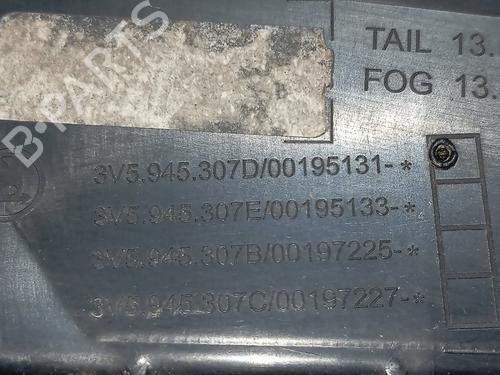 B-PARTS
TAIL 13.
FOG 13.
3V5.945.307D/00195131-*
3V5.945.307E/00195133-*
3V5.945.307B/00197225-*
3V5.945.307C/00197227-*